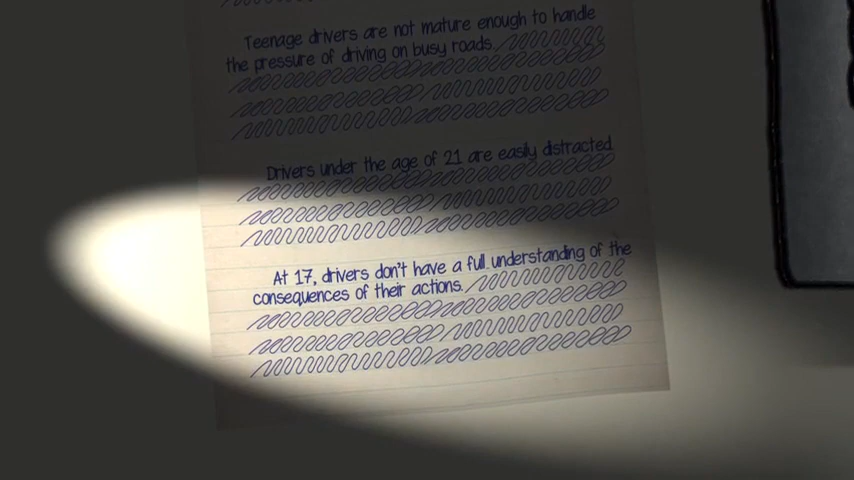 Teenage drivers are not mature enough to handle
the pressure of driving on busy roads.
Drivers under the age of 21 are easily distracted
At 17, drivers don't have a full understanding of the
consequences of their actions.